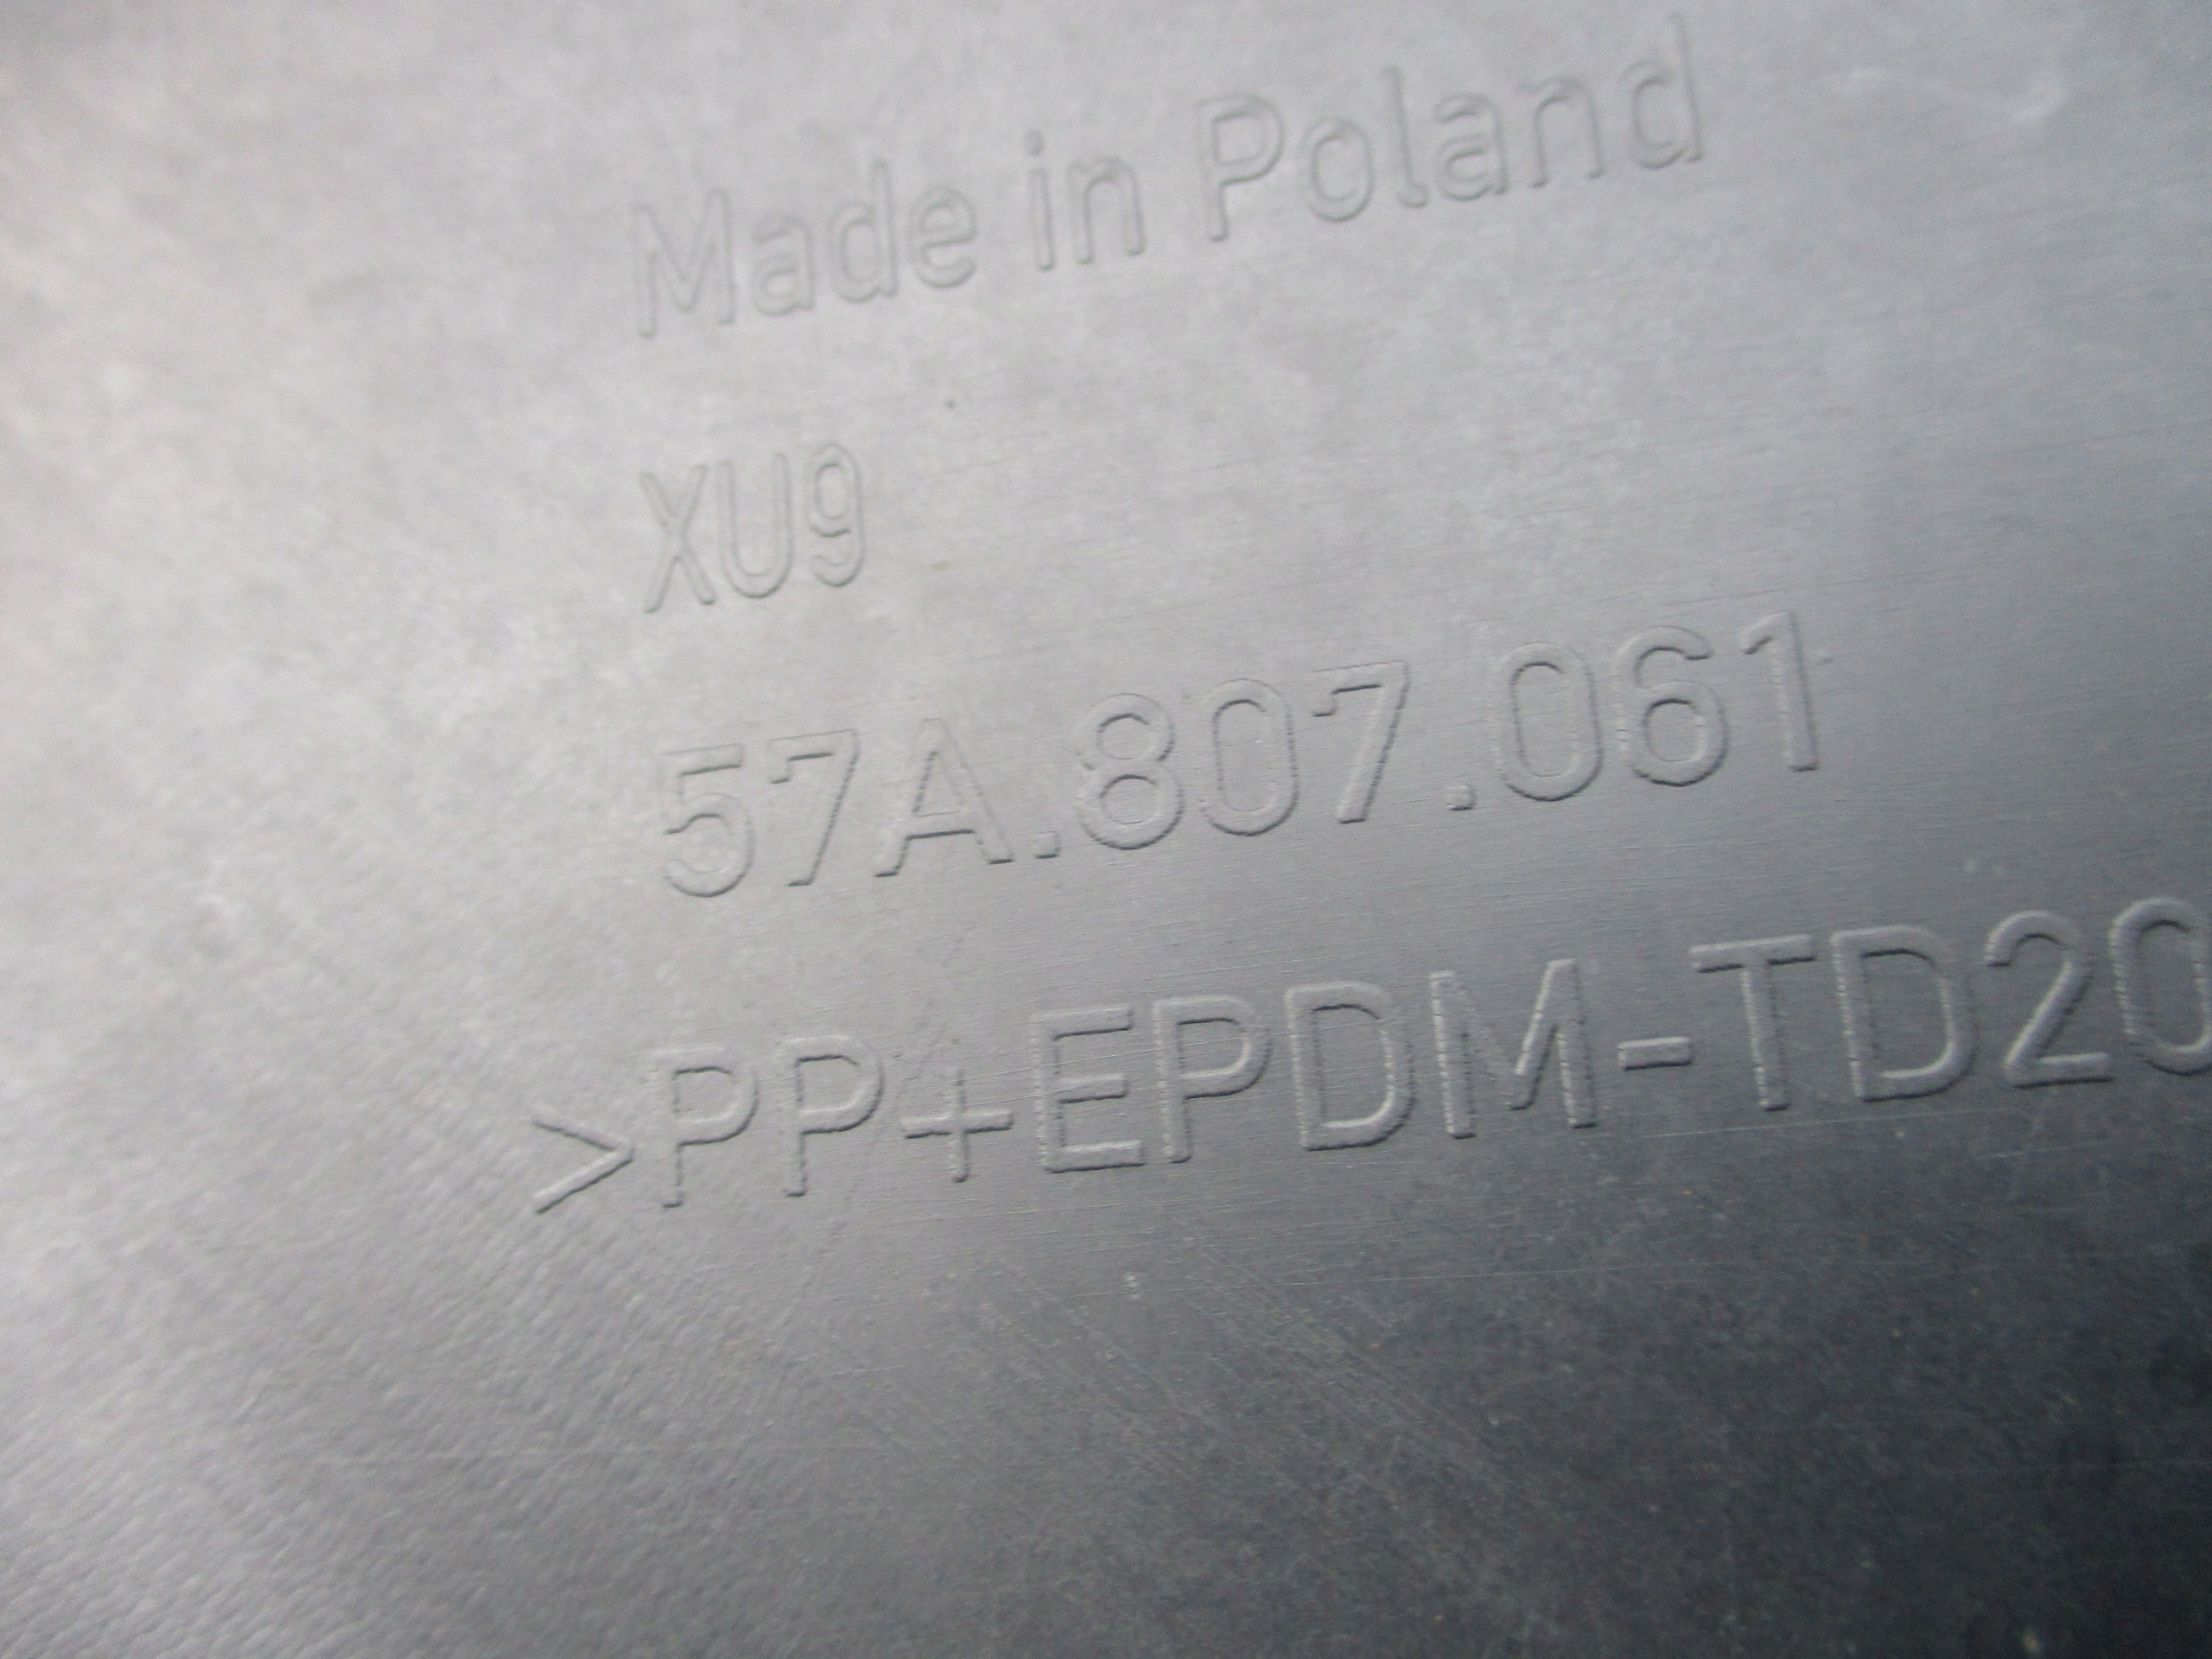 Made in Poland
XU9
57A.807.061
>PP+EPDM-TD20